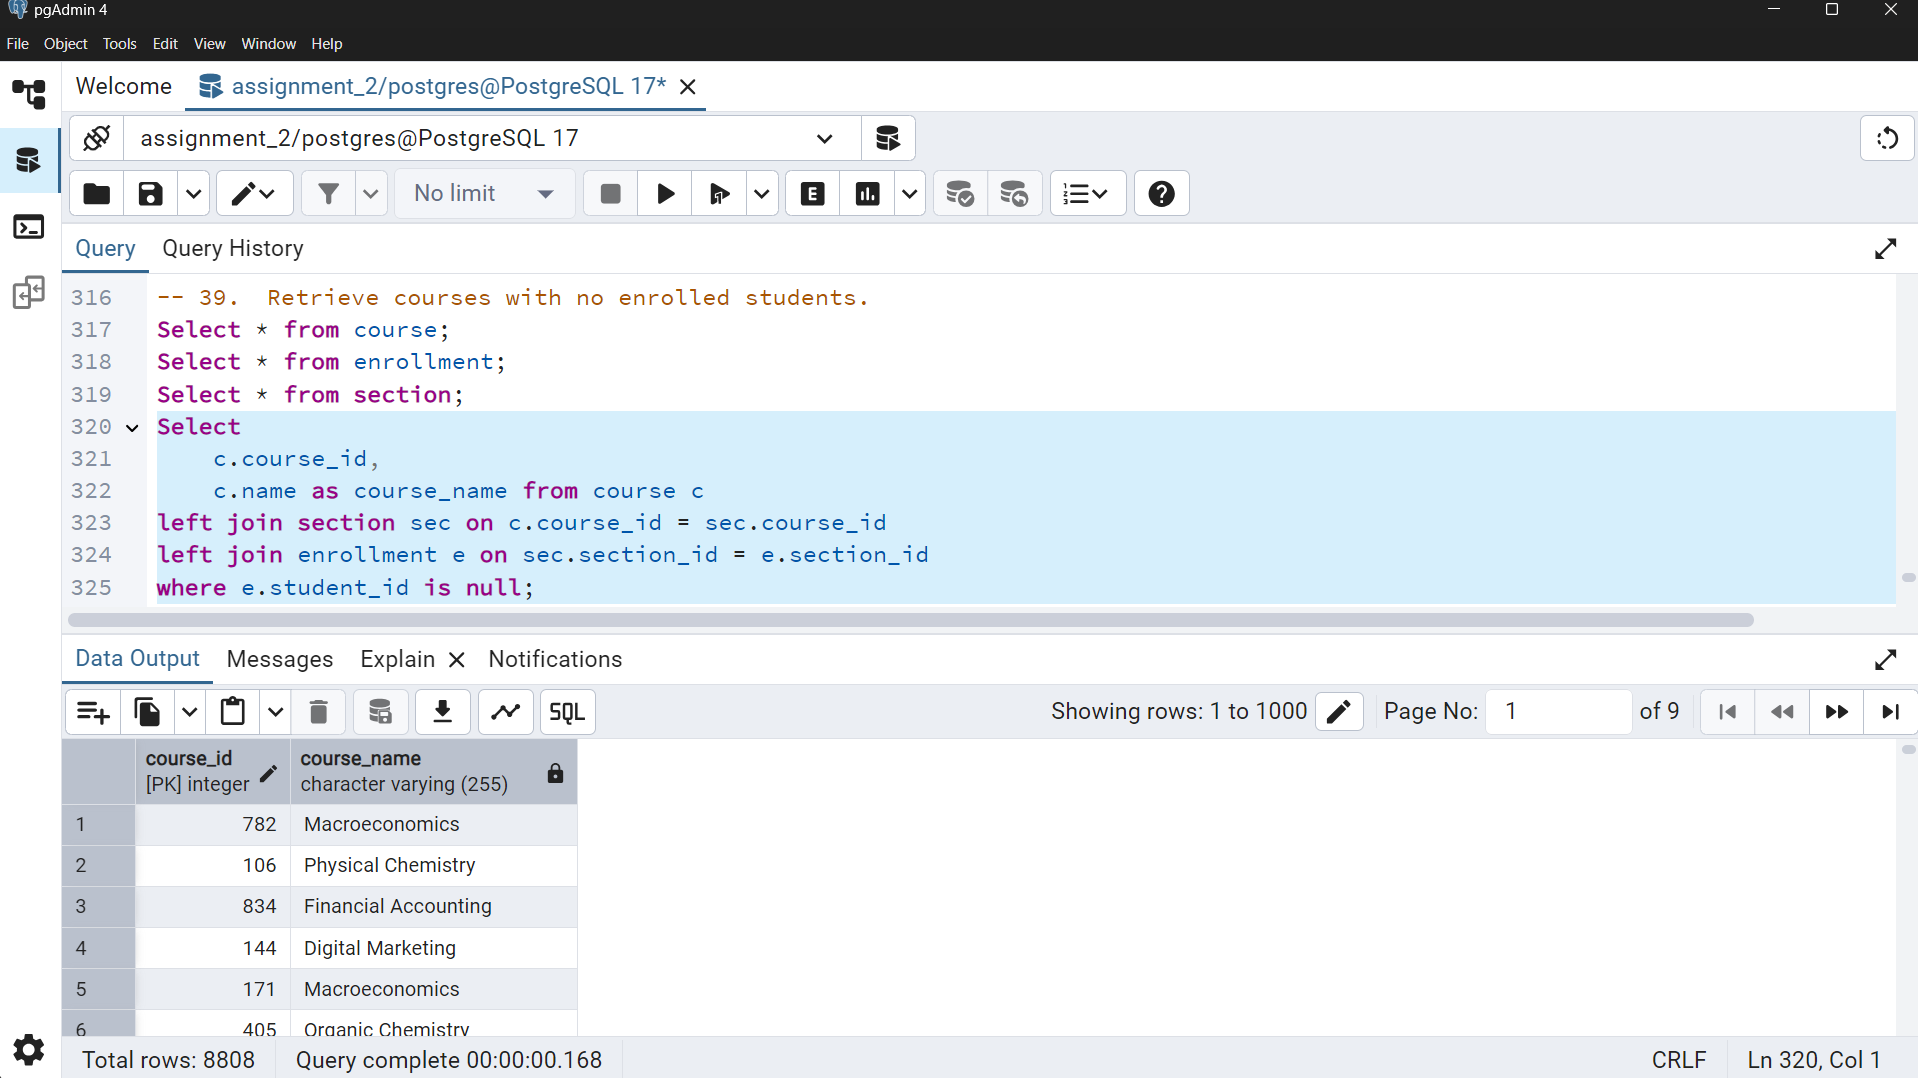 pgAdmin 4
File Object Tools Edit View Window Help
Welcome assignment_2/postgres@PostgreSQL 17*
assignment_2/postgres@PostgreSQL 17
No limit
E
Query Query History
316 -- 39.  Retrieve courses with no enrolled students.
317 Select * from course;
318 Select * from enrollment;
319 Select * from section;
320 Select
321     c.course_id,
322     c.name as course_name from course c
323 left join section sec on c.course_id = sec.course_id
324 left join enrollment e on sec.section_id = e.section_id
325 where e.student_id is null;
Data Output Messages Explain Notifications
SQL Showing rows: 1 to 1000 Page No: 1 of 9
course_id course_name
[PK] integer character varying (255)
1 782 Macroeconomics
2 106 Physical Chemistry
3 834 Financial Accounting
4 144 Digital Marketing
5 171 Macroeconomics
6 405 Organic Chemistry
Total rows: 8808 Query complete 00:00:00.168 CRLF Ln 320, Col 1